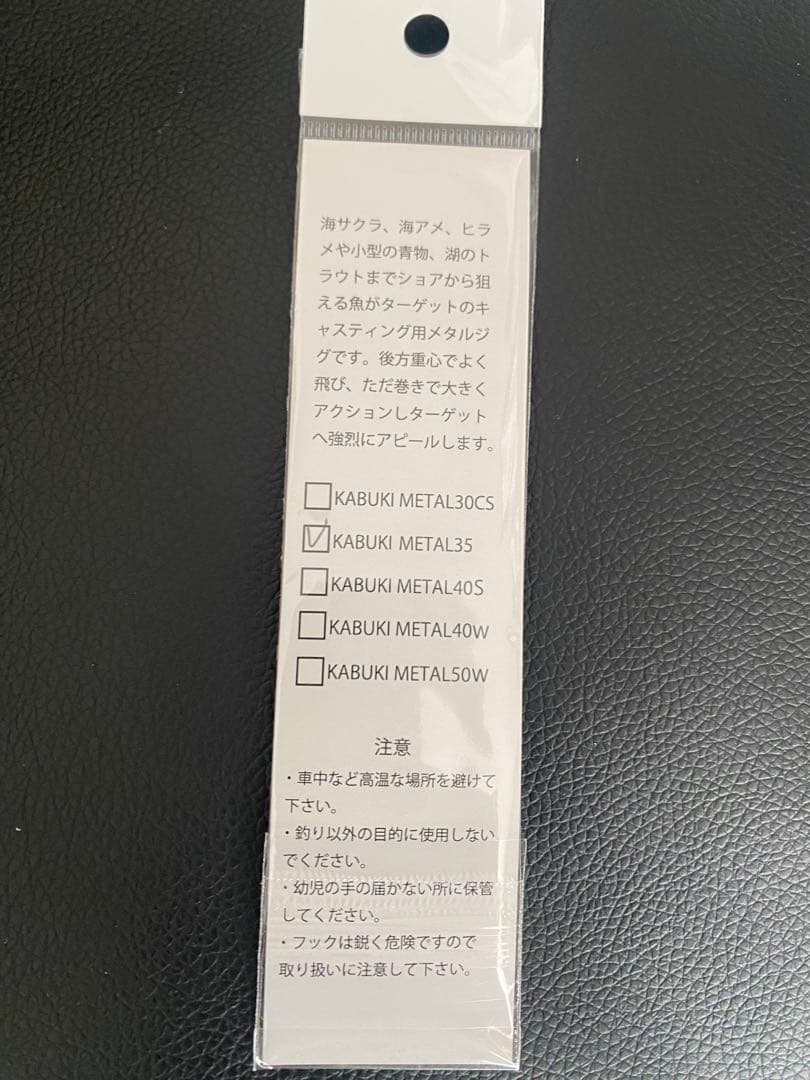 海サクラ、海アメ、ヒラ
メや小型の青物、湖のト
ラウトまでショアから狙
える魚がターゲットのキ
ャスティング用メタルジ
グです。後方重心でよく
飛び、ただ巻きで大きく
アクションしターゲット
へ強烈にアピールします。
KABUKI METAL30CS
KABUKI METAL35
KABUKI METAL40S
KABUKI METAL40W
KABUKI METAL50W
注意
・車中など高温な場所を避けて
下さい。
・釣り以外の目的に使用しない
でください。
・幼児の手の届かない所に保管
してください。
・フックは鋭く危険ですので
取り扱いに注意して下さい。